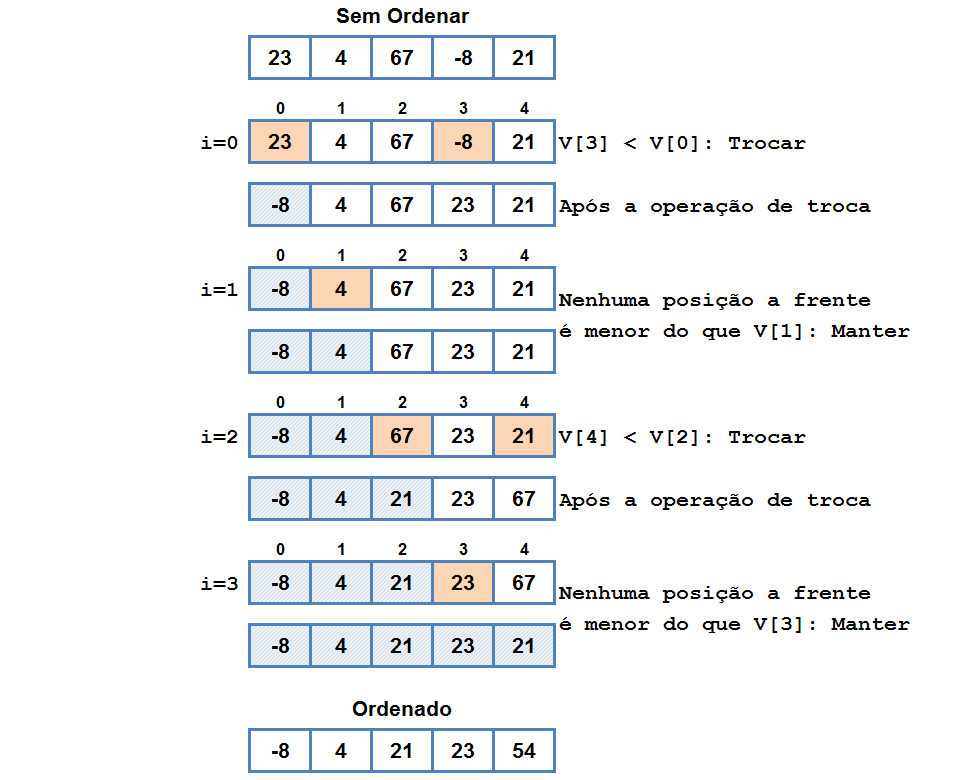 Sem Ordenar
23 4 67 -8 21
0 1 2 3 4
i=0 23 4 67 -8 21 V[3] < V[0]: Trocar
-8 4 67 23 21 Após a operação de troca
0 1 2 3 4
i=1 -8 4 67 23 21
Nenhuma posição a frente
é menor do que V[1]: Manter
-8 4 67 23 21
0 1 2 3 4
i=2 -8 4 67 23 21 V[4] < V[2]: Trocar
-8 4 21 23 67 Após a operação de troca
0 1 2 3 4
i=3 -8 4 21 23 67
Nenhuma posição a frente
é menor do que V[3]: Manter
-8 4 21 23 21
Ordenado
-8 4 21 23 54